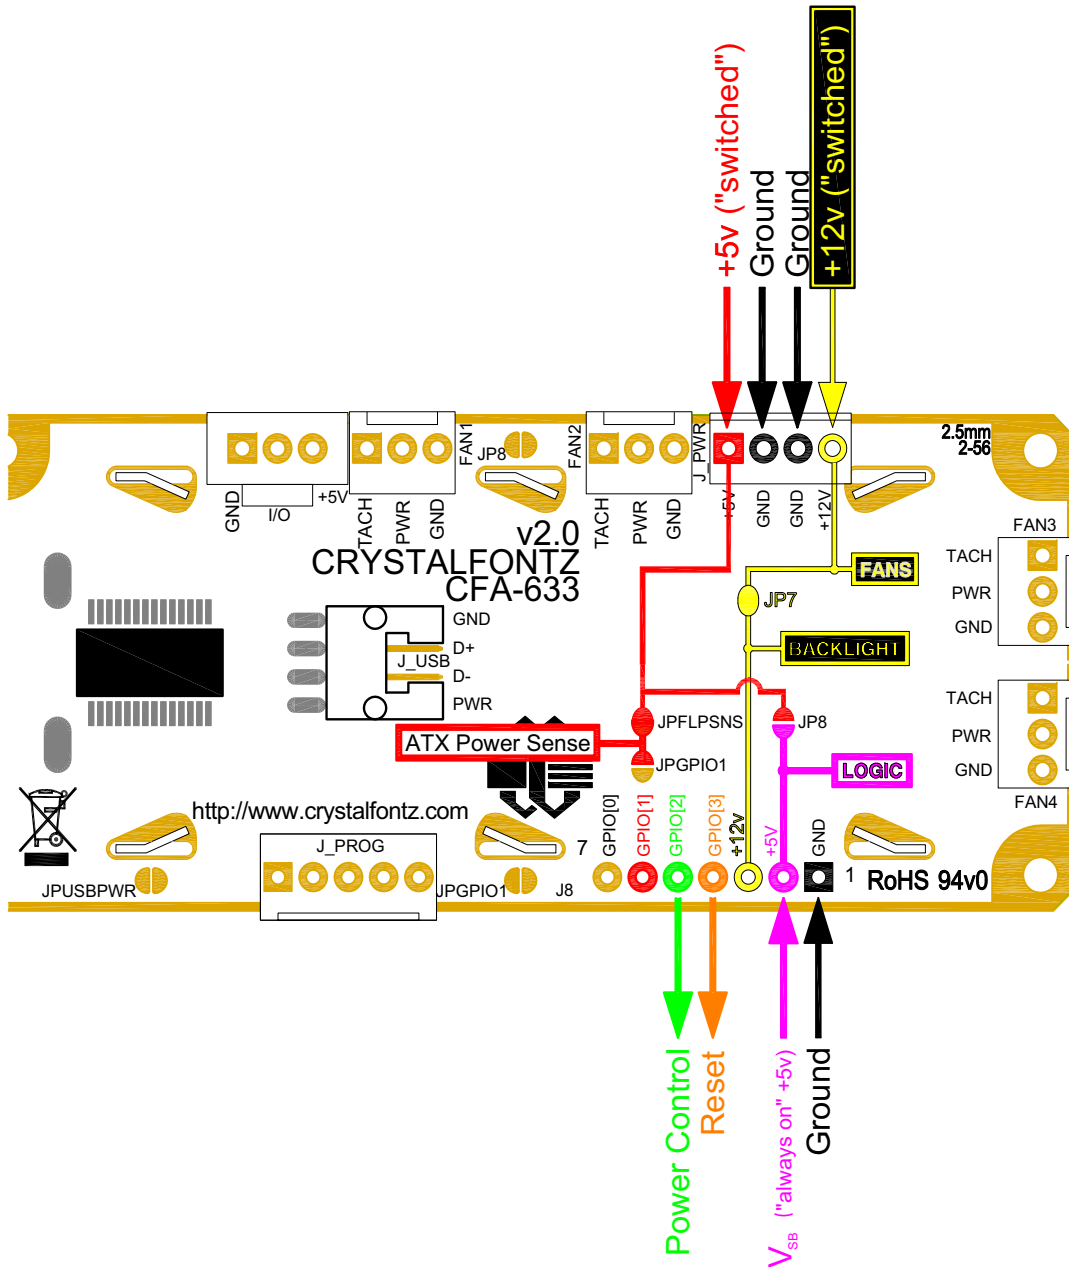 +5v ("switched")
Ground
Ground
+12v ("switched")
2.5mm
2-56
FAN1
JP8
FAN2
J_PWR
GND
I/O
+5V
TACH
PWR
GND
TACH
PWR
GND
+5V
GND
GND
+12V
v2.0
CRYSTALFONTZ
CFA-633
FAN3
TACH
PWR
GND
FANS
JP7
BACKLIGHT
GND
D+
J_USB
D-
PWR
TACH
PWR
GND
FAN4
ATX Power Sense
JPFLPSNS
JP8
JPGPIO1
LOGIC
http://www.crystalfontz.com
J_PROG
7
GPIO[0]
GPIO[1]
GPIO[2]
GPIO[3]
+12v
+5V
GND
1
RoHS 94v0
JPUSBPWR
JPGPIO1
J8
Power Control
Reset
VSB ("always on" +5v)
Ground